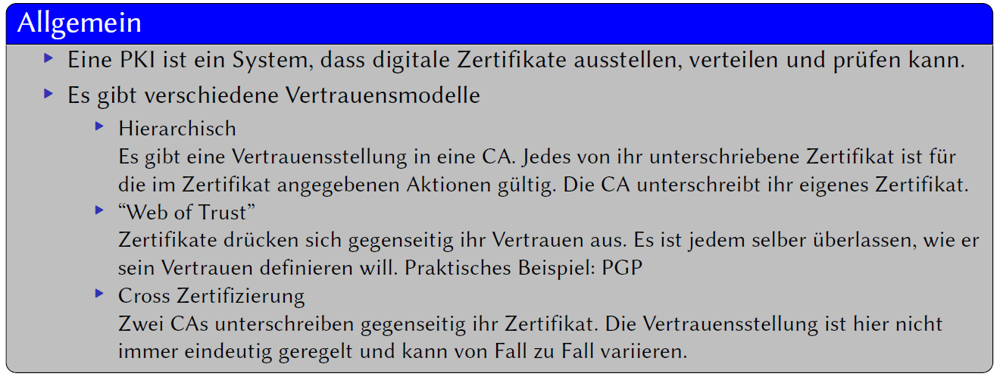 Allgemein
Eine PKI ist ein System, dass digitale Zertifikate ausstellen, verteilen und prüfen kann.
Es gibt verschiedene Vertrauensmodelle
Hierarchisch
Es gibt eine Vertrauensstellung in eine CA. Jedes von ihr unterschriebene Zertifikat ist für
die im Zertifikat angegebenen Aktionen gültig. Die CA unterschreibt ihr eigenes Zertifikat.
“Web of Trust”
Zertifikate drücken sich gegenseitig ihr Vertrauen aus. Es ist jedem selber überlassen, wie er
sein Vertrauen definieren will. Praktisches Beispiel: PGP
Cross Zertifizierung
Zwei CAs unterschreiben gegenseitig ihr Zertifikat. Die Vertrauensstellung ist hier nicht
immer eindeutig geregelt und kann von Fall zu Fall variieren.